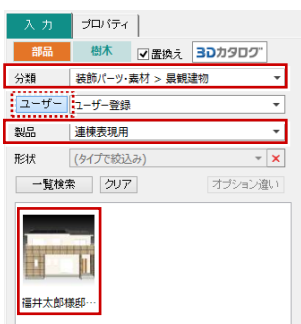 入 力 プロパティ
部品 樹木 置換え 3Dカタログ
分類 装飾パーツ・素材 > 景観建物
ユーザー ユーザー登録
製品 連棟表現用
形状 (タイプで絞込み)
一覧検索 クリア オプション違い
福井太郎様邸…